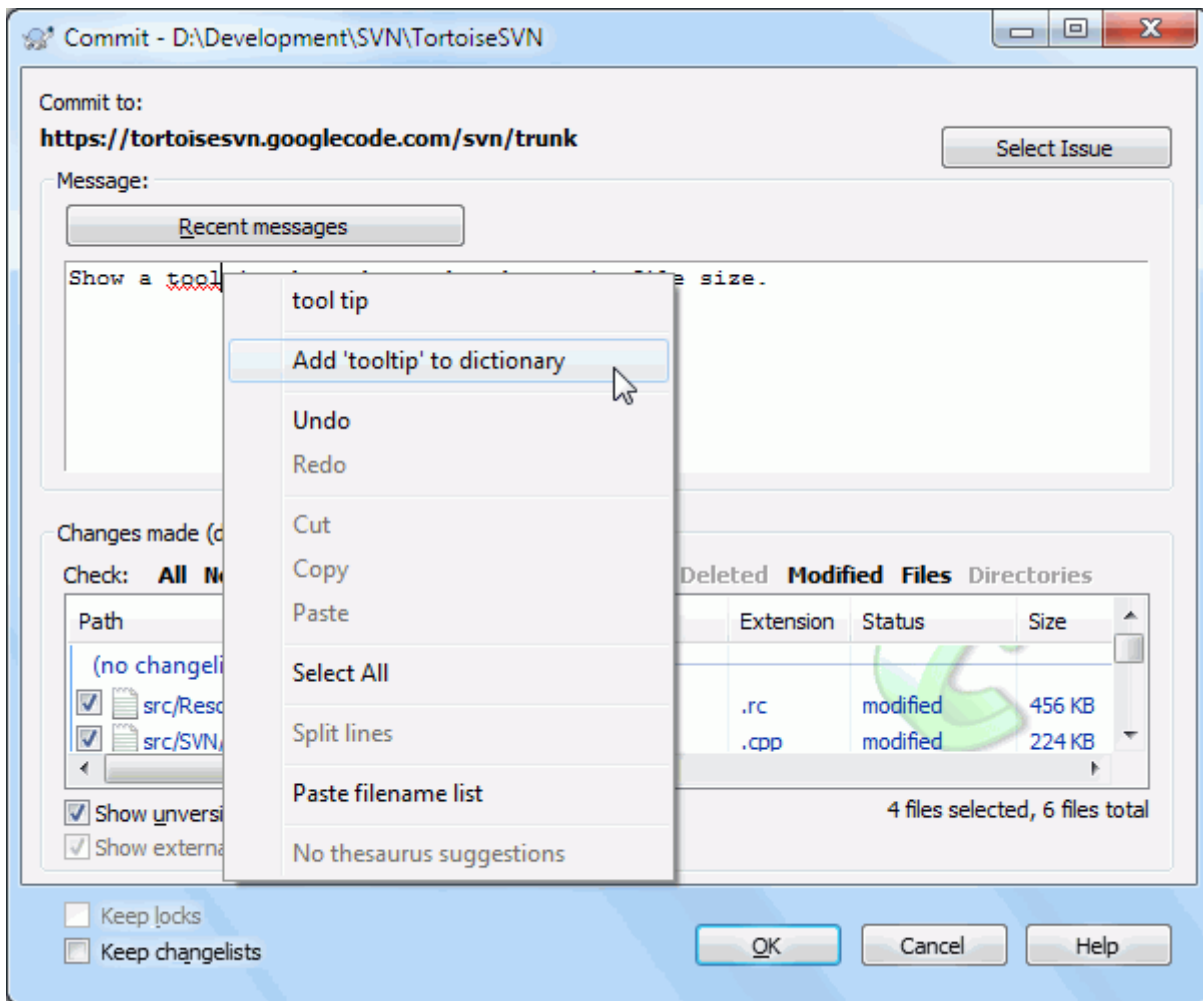 Commit - D:\Development\SVN\TortoiseSVN
Commit to:
https://tortoisesvn.googlecode.com/svn/trunk
Select Issue
Message:
Recent messages
Show a tool size.
tool tip
Add 'tooltip' to dictionary
Undo
Redo
Cut
Copy
Paste
Select All
Split lines
Paste filename list
No thesaurus suggestions
Changes made
Check: All Deleted Modified Files Directories
Path Extension Status Size
(no
.rc modified 456 KB
.cpp modified 224 KB
Show
4 files selected, 6 files total
Show
Keep locks
Keep changelists
OK Cancel Help